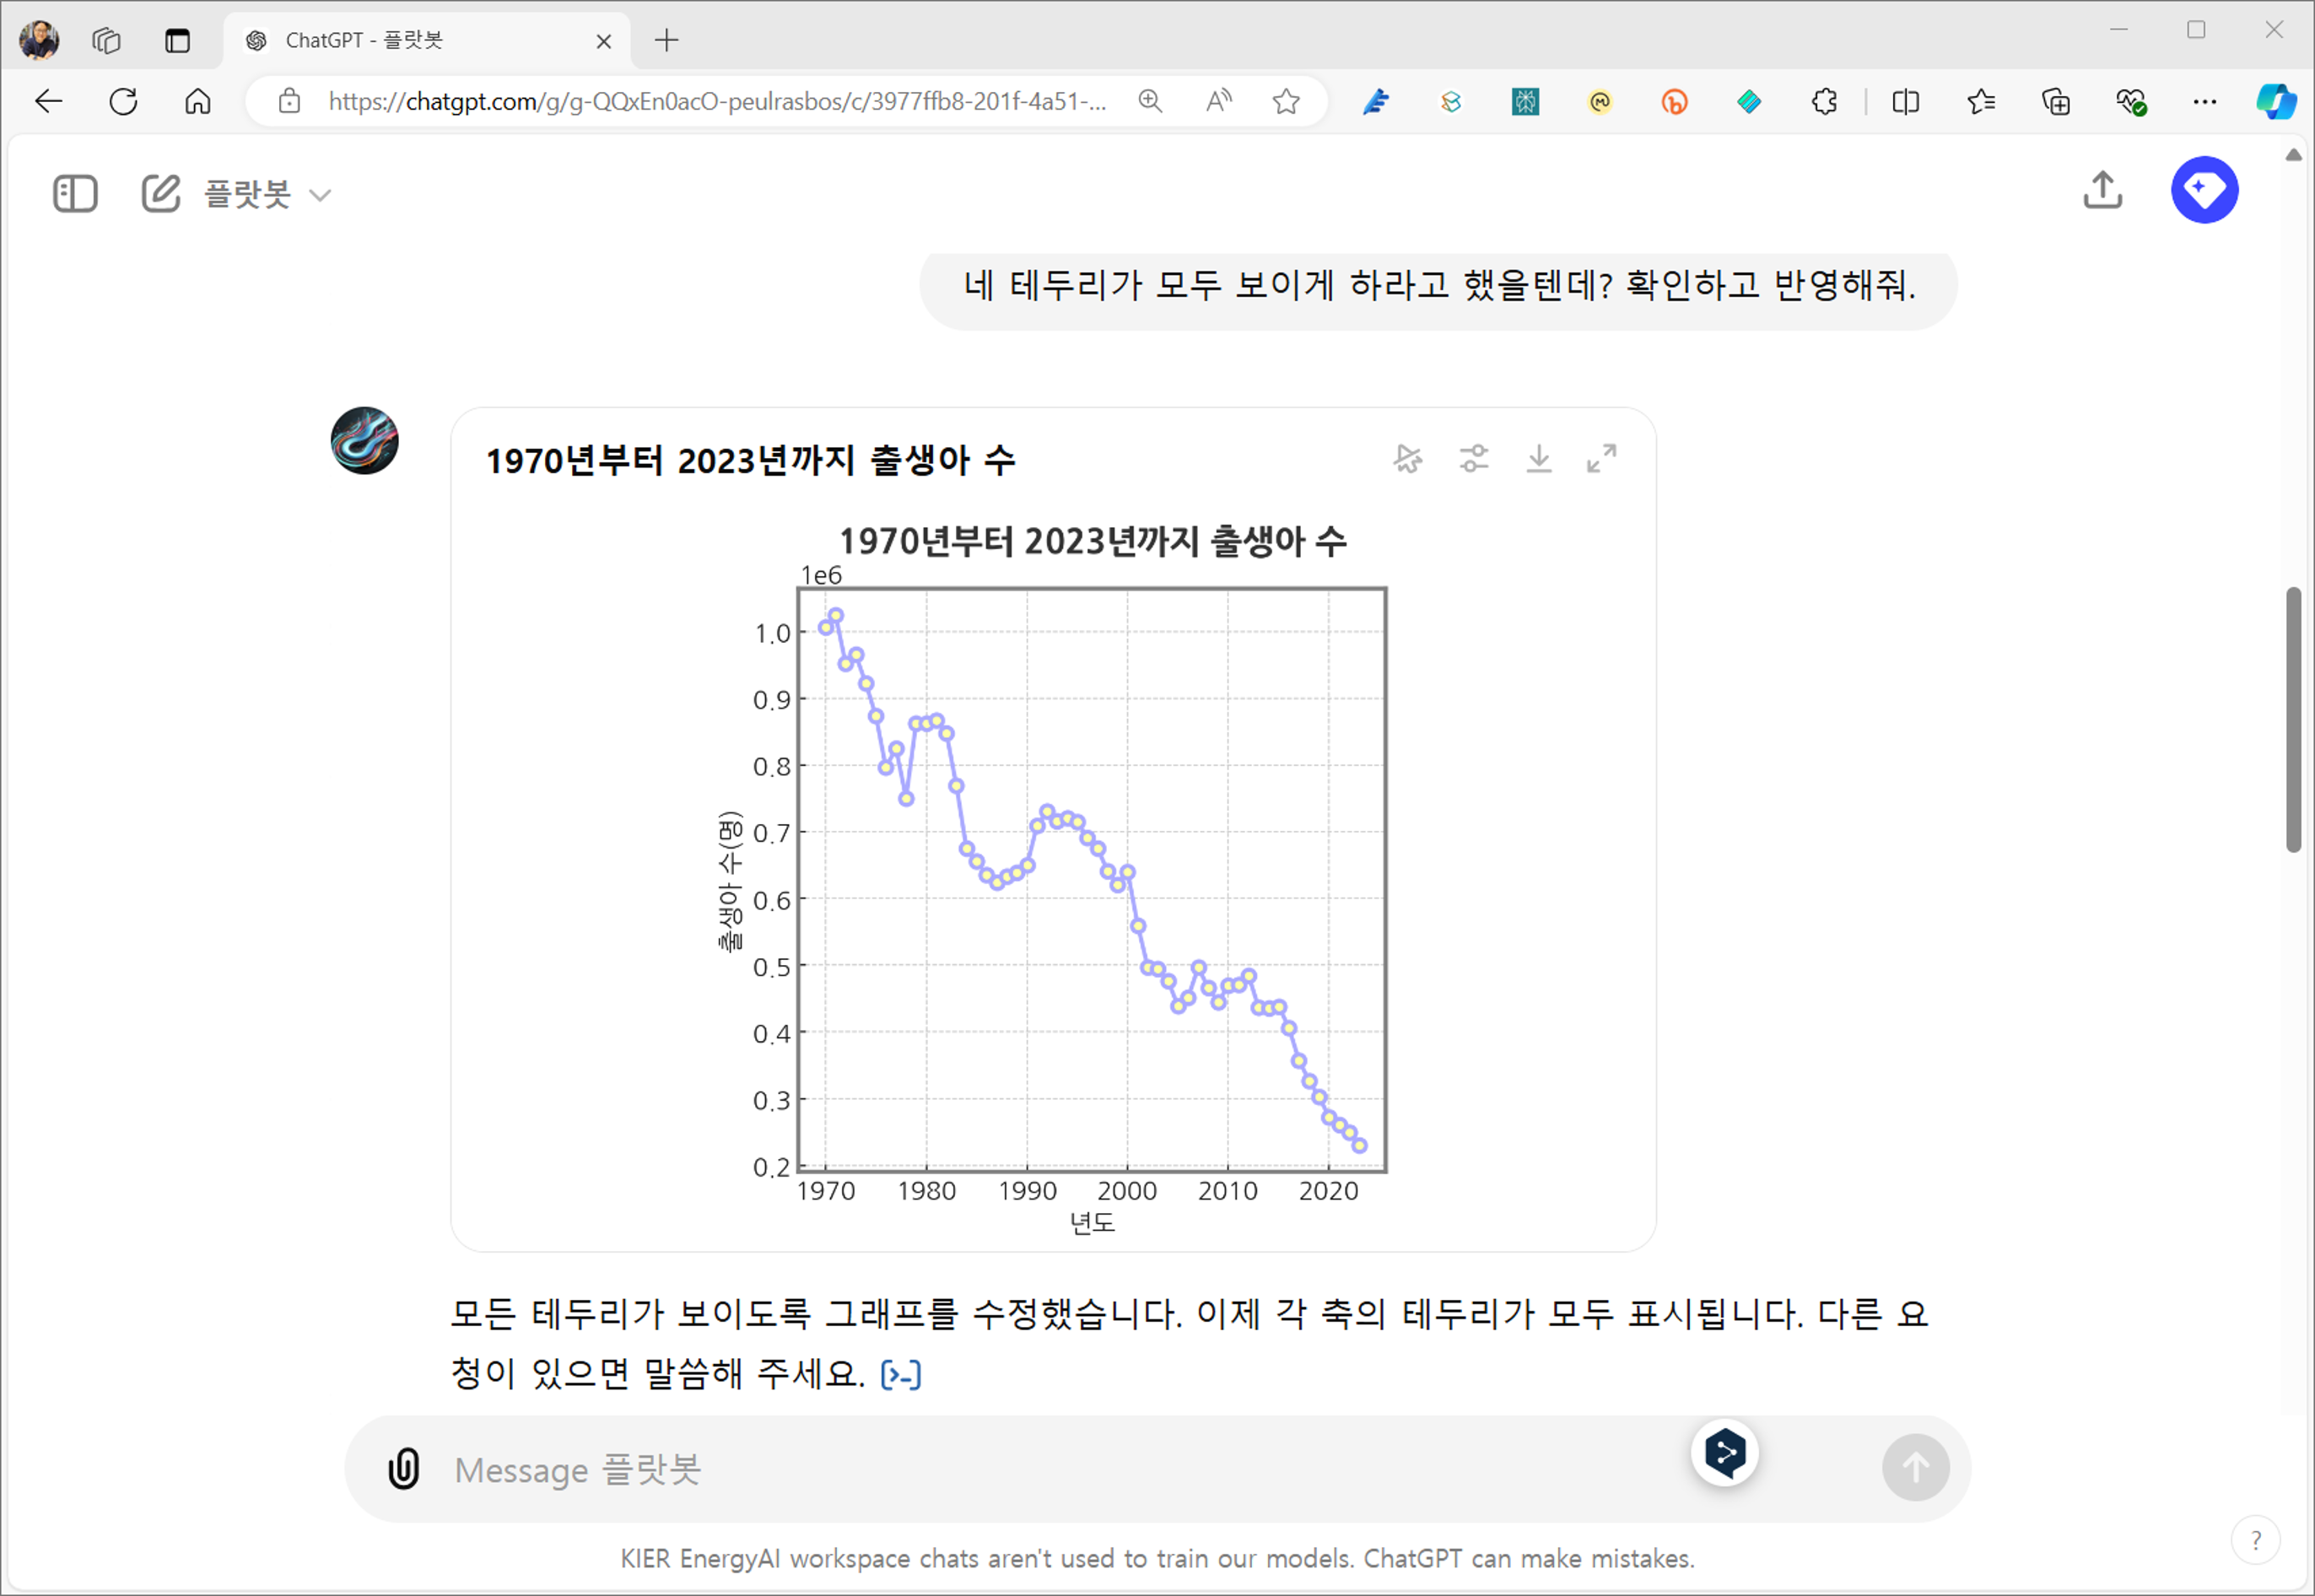 ChatGPT - 플랏봇
https://chatgpt.com/g/g-QQxEn0acO-peulrasbos/c/3977ffb8-201f-4a51-...
플랏봇
네 테두리가 모두 보이게 하라고 했을텐데? 확인하고 반영해줘.
1970년부터 2023년까지 출생아 수
1970년부터 2023년까지 출생아 수
1e6
1.0
0.9
0.8
0.7
0.6
0.5
0.4
0.3
0.2
출생아 수(명)
1970 1980 1990 2000 2010 2020
년도
모든 테두리가 보이도록 그래프를 수정했습니다. 이제 각 축의 테두리가 모두 표시됩니다. 다른 요
청이 있으면 말씀해 주세요. [>-]
Message 플랏봇
KIER EnergyAI workspace chats aren't used to train our models. ChatGPT can make mistakes.
?